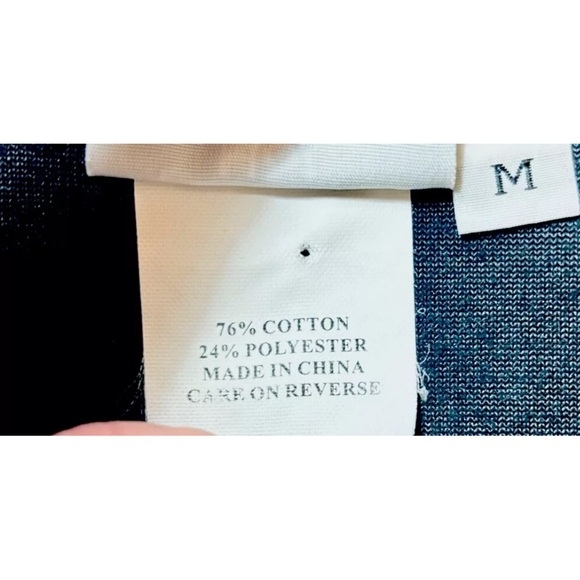 M
76% COTTON
24% POLYESTER
MADE IN CHINA
CARE ON REVERSE